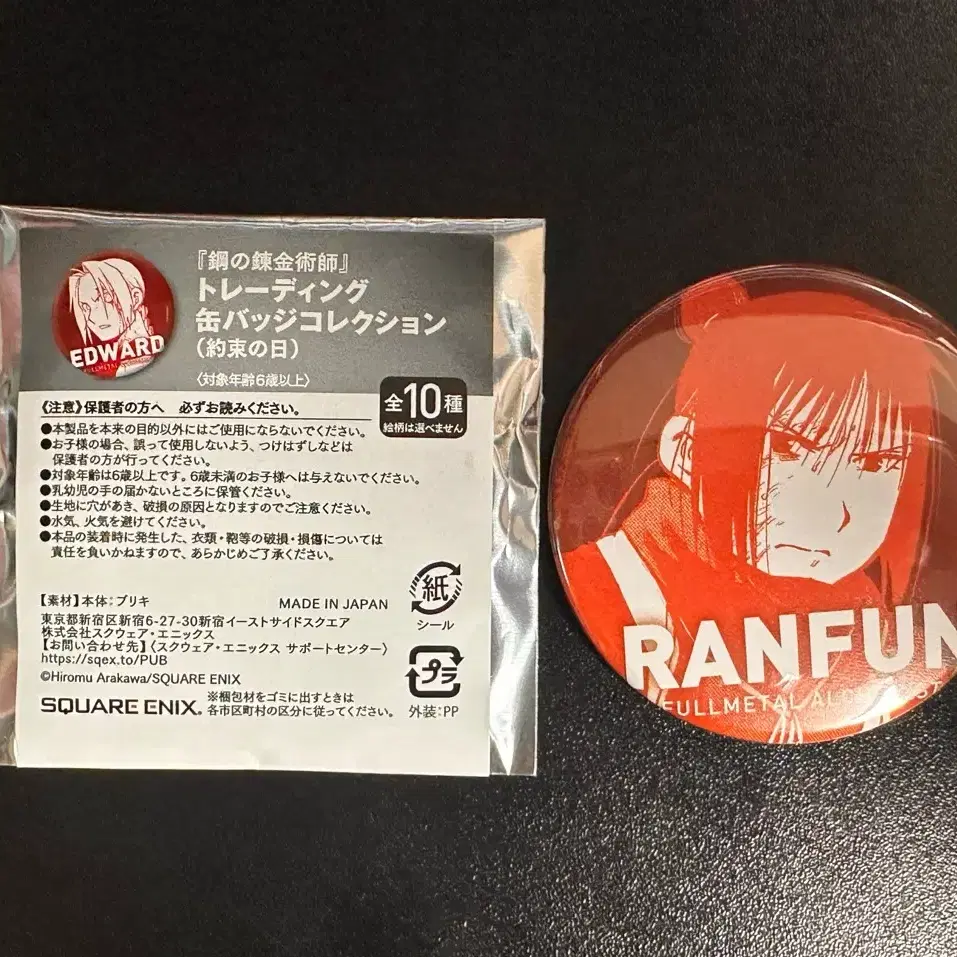 EDWARD
FULLMETAL
『鋼の錬金術師』
トレーディング
缶バッジコレクション
(約束の日)
〈対象年齢6歳以上〉
全10種
絵柄は選べません
《注意》保護者の方へ 必ずお読みください。
●本製品を本来の目的以外にはご使用にならないでください。
●お子様の場合、誤って使用しないよう、つけはずしなどは
保護者の方が行ってください。
●対象年齢は6歳以上です。6歳未満のお子様へは与えないでください。
●乳幼児の手の届かないところに保管ください。
●生地に穴があき、破損の原因となりますのでご注意ください。
●水気、火気を避けてください。
●本品の装着時に発生した、衣類・鞄等の破損・損傷については
責任を負いかねますので、あらかじめご了承ください。
【素材】本体:ブリキ MADE IN JAPAN
東京都新宿区新宿6-27-30新宿イーストサイドスクエア
株式会社スクウェア・エニックス
【お問い合わせ先】〈スクウェア・エニックス サポートセンター〉
https://sqex.to/PUB
©Hiromu Arakawa/SQUARE ENIX
SQUARE ENIX.
※梱包材をゴミに出すときは
各市区町村の区分に従ってください。
紙
シール
プラ
外装:PP
RANFUN
FULLMETAL